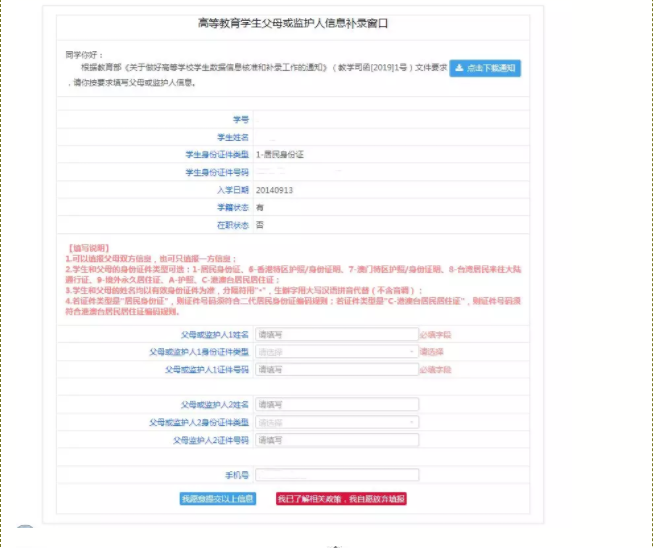 高等教育学生父母或监护人信息补录窗口
同学你好：
根据教育部《关于做好高等学校学生数据信息核准和补录工作的通知》（教学司函[2019]1号）文件要求 点击下载通知
，请你按要求填写父母或监护人信息。
学号
学生姓名
学生身份证件类型 1-居民身份证
学生身份证件号码
入学日期 20140913
学籍状态 有
在职状态 否
【填写说明】
1.可以填报父母双方信息，也可只填报一方信息；
2.学生和父母的身份证件类型可选：1-居民身份证、6-香港特区护照/身份证明、7-澳门特区护照/身份证明、8-台湾居民来往大陆
通行证、9-境外永久居住证、A-护照、C-港澳台居民居住证；
3.学生和父母的姓名均以有效身份证件为准，分隔符用"·"，生僻字用大写汉语拼音代替（不含音调）；
4.若证件类型是"居民身份证"，则证件号码须符合二代居民身份证编码规则；若证件类型是"C-港澳台居民居住证"，则证件号码须
符合港澳台居民居住证编码规则。
父母或监护人1姓名 请填写 必填字段
父母或监护人1身份证件类型 请选择 请选择
父母或监护人1证件号码 请填写 必填字段
父母或监护人2姓名 请填写
父母或监护人2身份证件类型 请选择
父母或监护人2证件号码 请填写
手机号
我愿意提交以上信息 我已了解相关政策，我自愿放弃填报